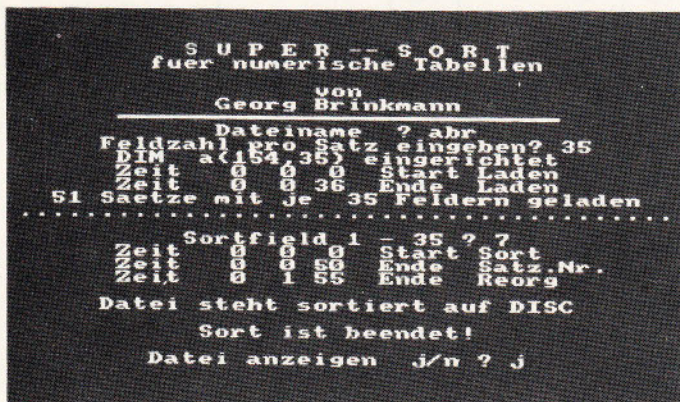 S U P E R -- S O R T
fuer numerische Tabellen
von
Georg Brinkmann
Dateiname ? abr
Feldzahl pro Satz eingeben? 35
DIM a(154,35) eingerichtet
Zeit 0 0 0 Start Laden
Zeit 0 0 36 Ende Laden
51 Saetze mit je 35 Feldern geladen
Sortfield 1 - 35 ? 7
Zeit 0 0 0 Start Sort
Zeit 0 0 50 Ende Satz.Nr.
Zeit 0 1 55 Ende Reorg
Datei steht sortiert auf DISC
Sort ist beendet!
Datei anzeigen j/n ? j